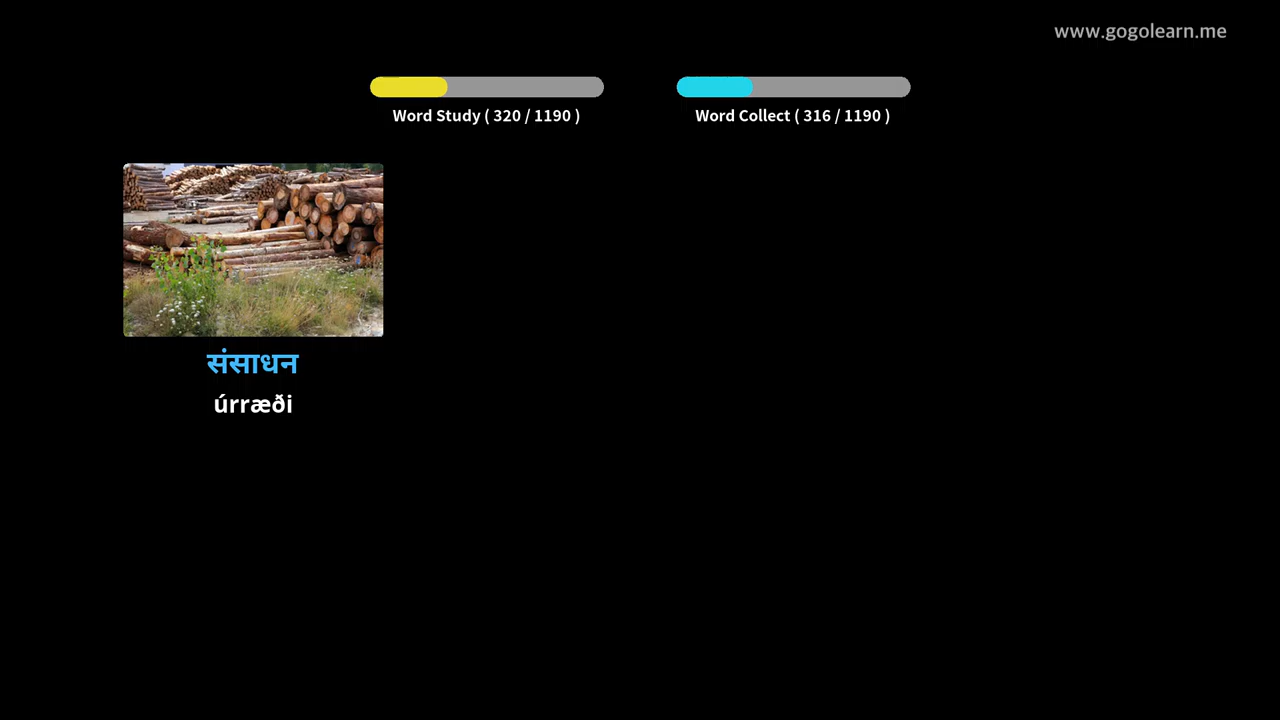 www.gogolearn.me
Word Study ( 320 / 1190 )
Word Collect ( 316 / 1190 )
संसाधन
úrræði